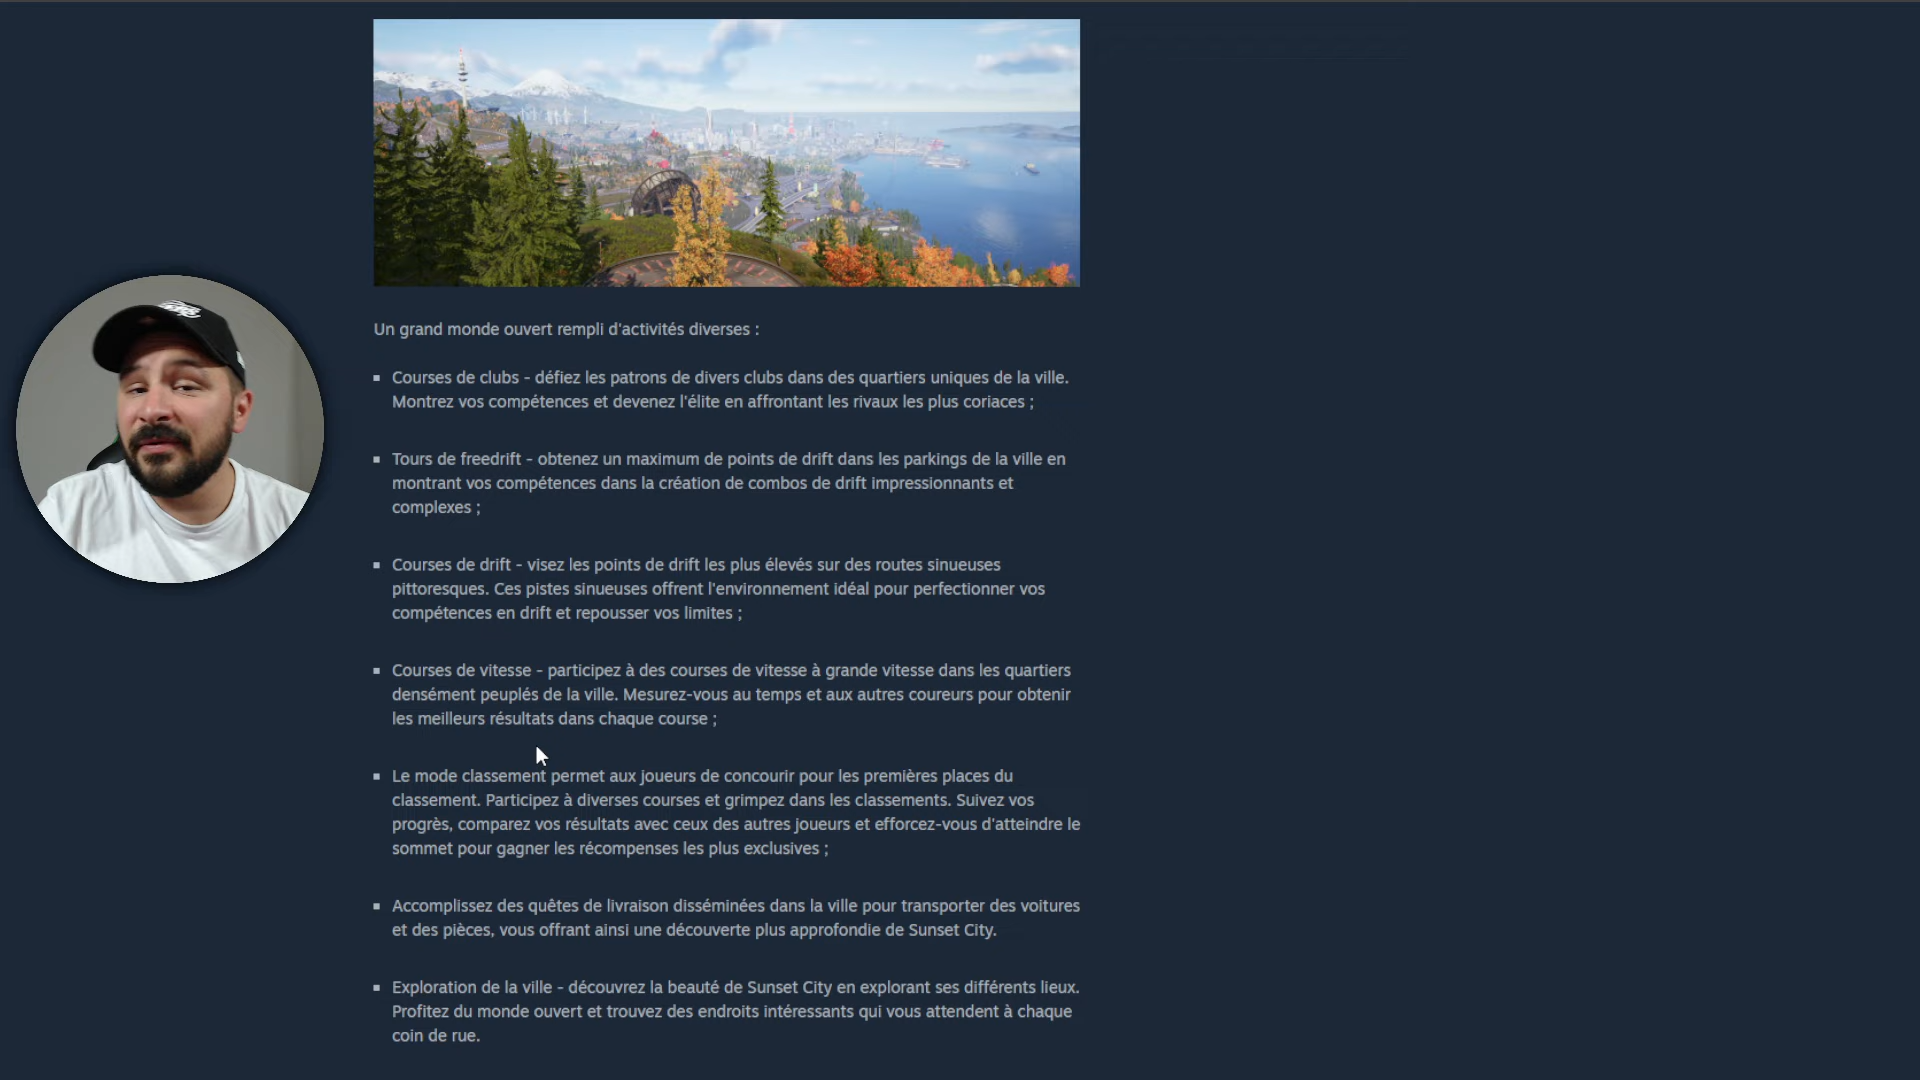 Un grand monde ouvert rempli d'activités diverses :
Courses de clubs - défiez les patrons de divers clubs dans des quartiers uniques de la ville.
Montrez vos compétences et devenez l'élite en affrontant les rivaux les plus coriaces ;
Tours de freedrift - obtenez un maximum de points de drift dans les parkings de la ville en
montrant vos compétences dans la création de combos de drift impressionnants et
complexes ;
Courses de drift - visez les points de drift les plus élevés sur des routes sinueuses
pittoresques. Ces pistes sinueuses offrent l'environnement idéal pour perfectionner vos
compétences en drift et repousser vos limites ;
Courses de vitesse - participez à des courses de vitesse à grande vitesse dans les quartiers
densément peuplés de la ville. Mesurez-vous au temps et aux autres coureurs pour obtenir
les meilleurs résultats dans chaque course ;
Le mode classement permet aux joueurs de concourir pour les premières places du
classement. Participez à diverses courses et grimpez dans les classements. Suivez vos
progrès, comparez vos résultats avec ceux des autres joueurs et efforcez-vous d'atteindre le
sommet pour gagner les récompenses les plus exclusives ;
Accomplissez des quêtes de livraison disséminées dans la ville pour transporter des voitures
et des pièces, vous offrant ainsi une découverte plus approfondie de Sunset City.
Exploration de la ville - découvrez la beauté de Sunset City en explorant ses différents lieux.
Profitez du monde ouvert et trouvez des endroits intéressants qui vous attendent à chaque
coin de rue.